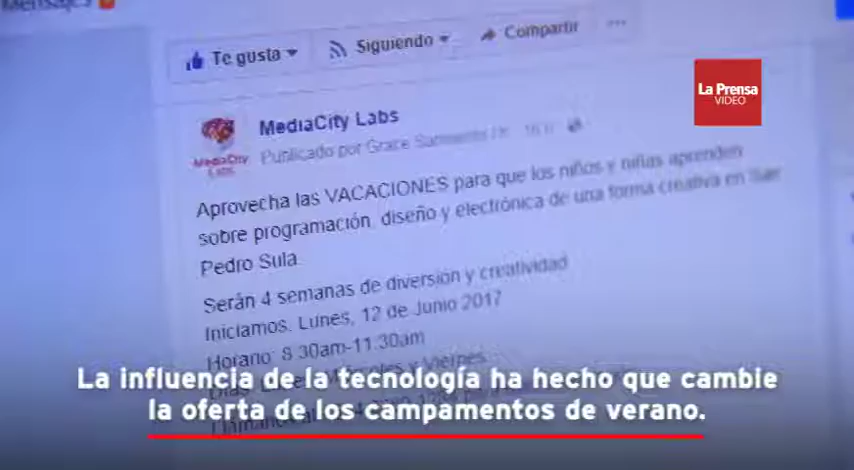 Mensajes
Te gusta
Siguiendo
Compartir
La Prensa
VIDEO
MediaCity Labs
Publicado por Grace Sarmiento
MediaCity
Labs
Aprovecha las VACACIONES para que los niños y niñas aprenden
sobre programación, diseño y electrónica de una forma creativa en San
Pedro Sula.
Serán 4 semanas de diversión y creatividad
Iniciamos: Lunes, 12 de Junio 2017
Horario: 8:30am-11:30am
y Viernes
La influencia de la tecnología ha hecho que cambie
la oferta de los campamentos de verano.